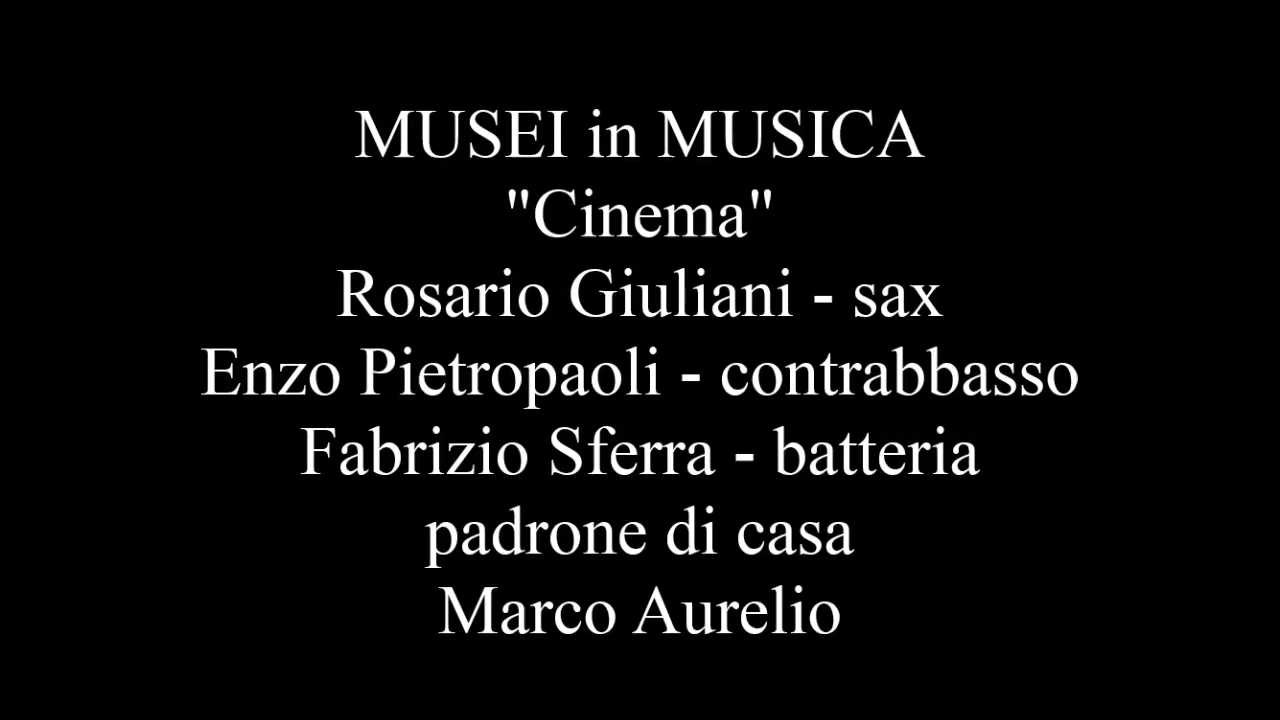 MUSEI in MUSICA
"Cinema"
Rosario Giuliani - sax
Enzo Pietropaoli - contrabbasso
Fabrizio Sferra - batteria
padrone di casa
Marco Aurelio